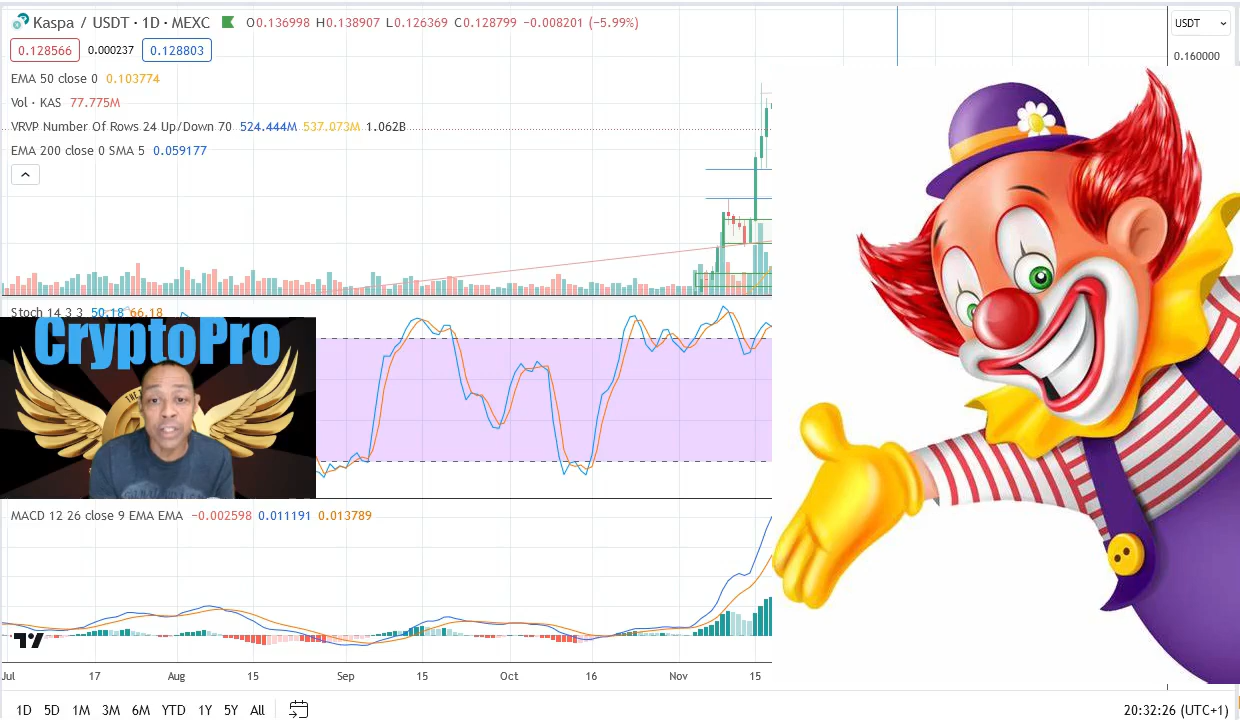 Kaspa / USDT · 1D · MEXC O0.136998 H0.138907 L0.126369 C0.128799 −0.008201 (−5.99%)
USDT
0.128566 0.000237 0.128803
0.160000
EMA 50 close 0 0.103774
Vol · KAS 77.775M
VRVP Number Of Rows 24 Up/Down 70 524.444M 537.073M 1.062B
EMA 200 close 0 SMA 5 0.059177
Stoch 14 3 3 50.18 66.18
CryptoPro
THE
MACD 12 26 close 9 EMA EMA −0.002598 0.011191 0.013789
Jul 17 Aug 15 Sep 15 Oct 16 Nov 15
1D 5D 1M 3M 6M YTD 1Y 5Y All
20:32:26 (UTC+1)